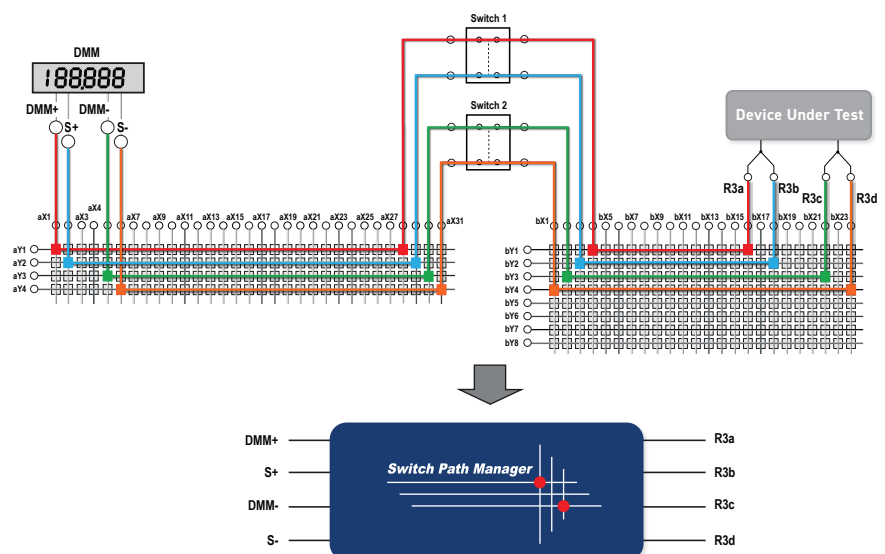 Switch 1
DMM
188.888
DMM+ DMM-
S+ S-
Switch 2
Device Under Test
R3a R3b
R3c R3d
aX1 aX3 aX4 aX7 aX9 aX11 aX13 aX15 aX17 aX19 aX21 aX23 aX25 aX27 aX31
bX1 bX5 bX7 bX9 bX11 bX13 bX15 bX17 bX19 bX21 bX23
aY1
aY2
aY3
aY4
bY1
bY2
bY3
bY4
bY5
bY6
bY7
bY8
DMM+ R3a
Switch Path Manager
S+ R3b
DMM- R3c
S- R3d